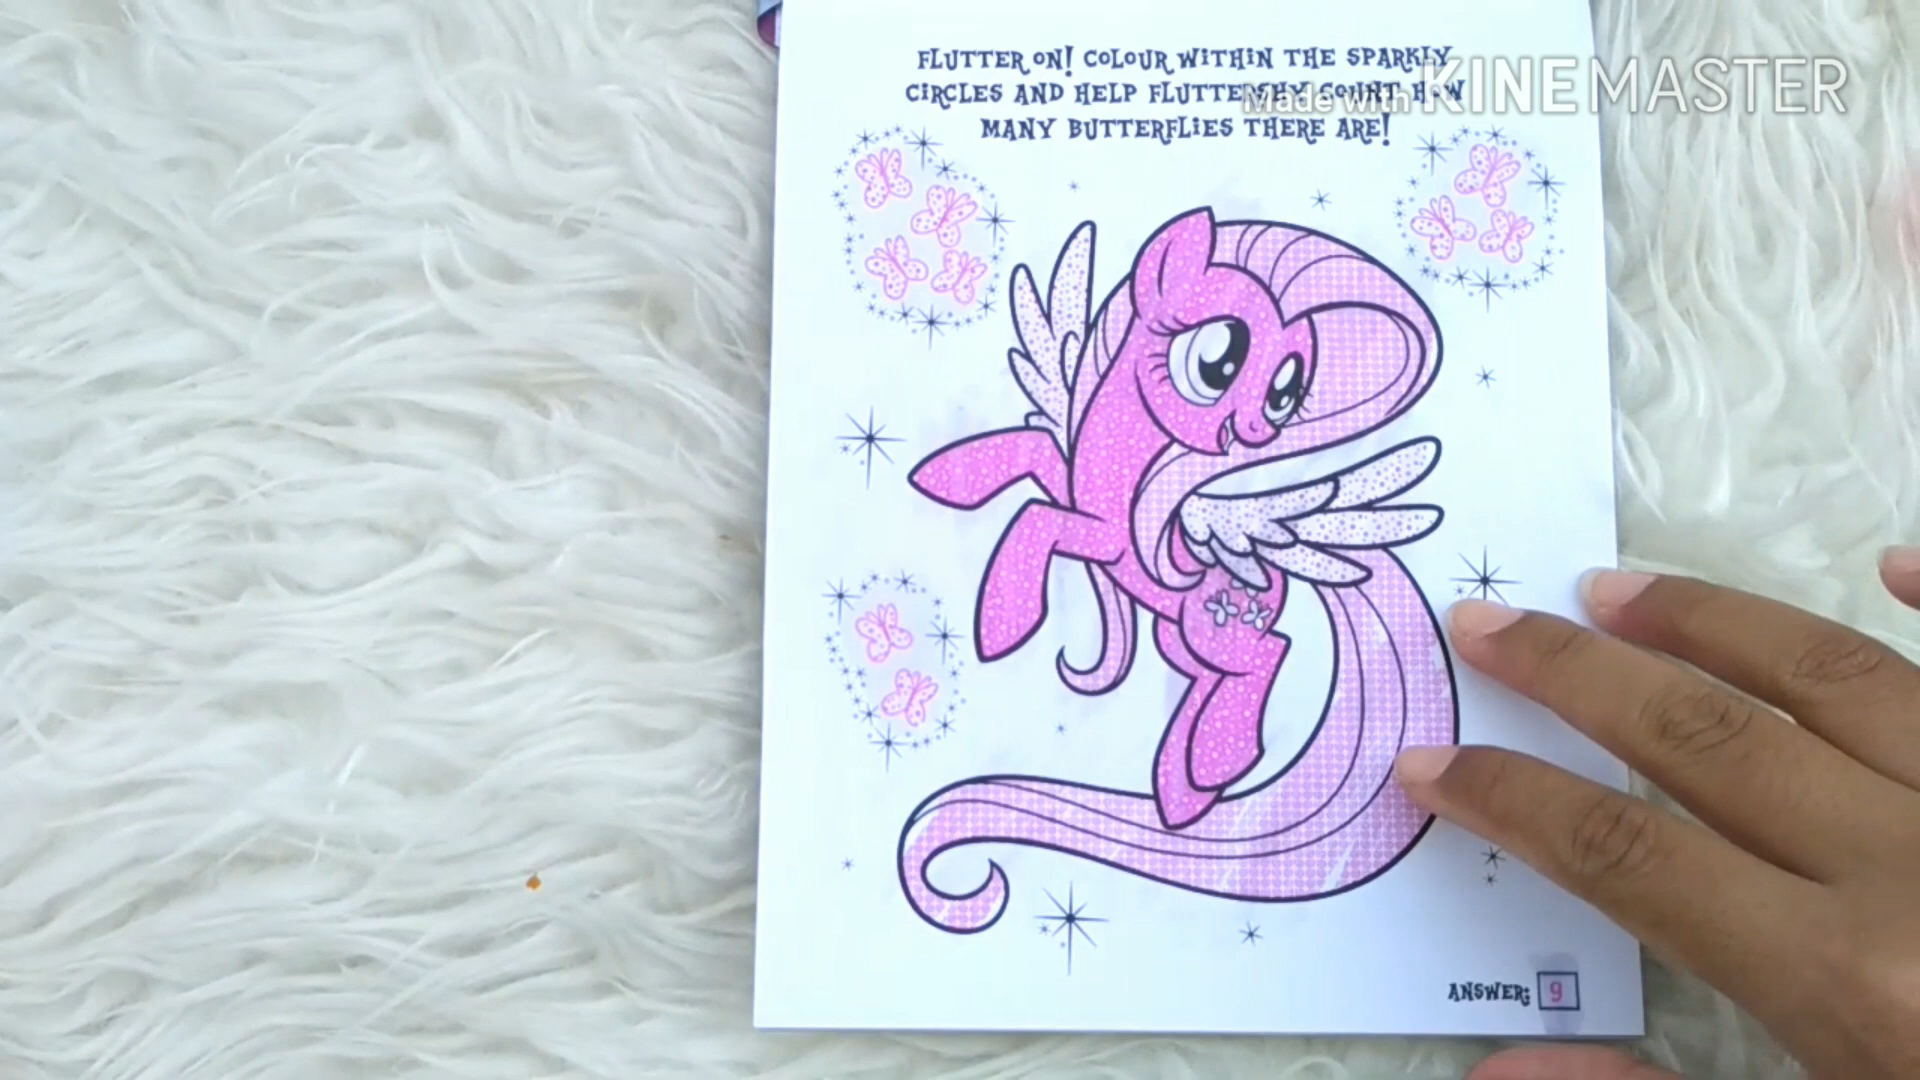 FLUTTER ON! COLOUR WITHIN THE SPARKLY
CIRCLES AND HELP FLUTTERSHY COUNT HOW
MANY BUTTERFLIES THERE ARE!
Made with KINEMASTER
ANSWER: 9